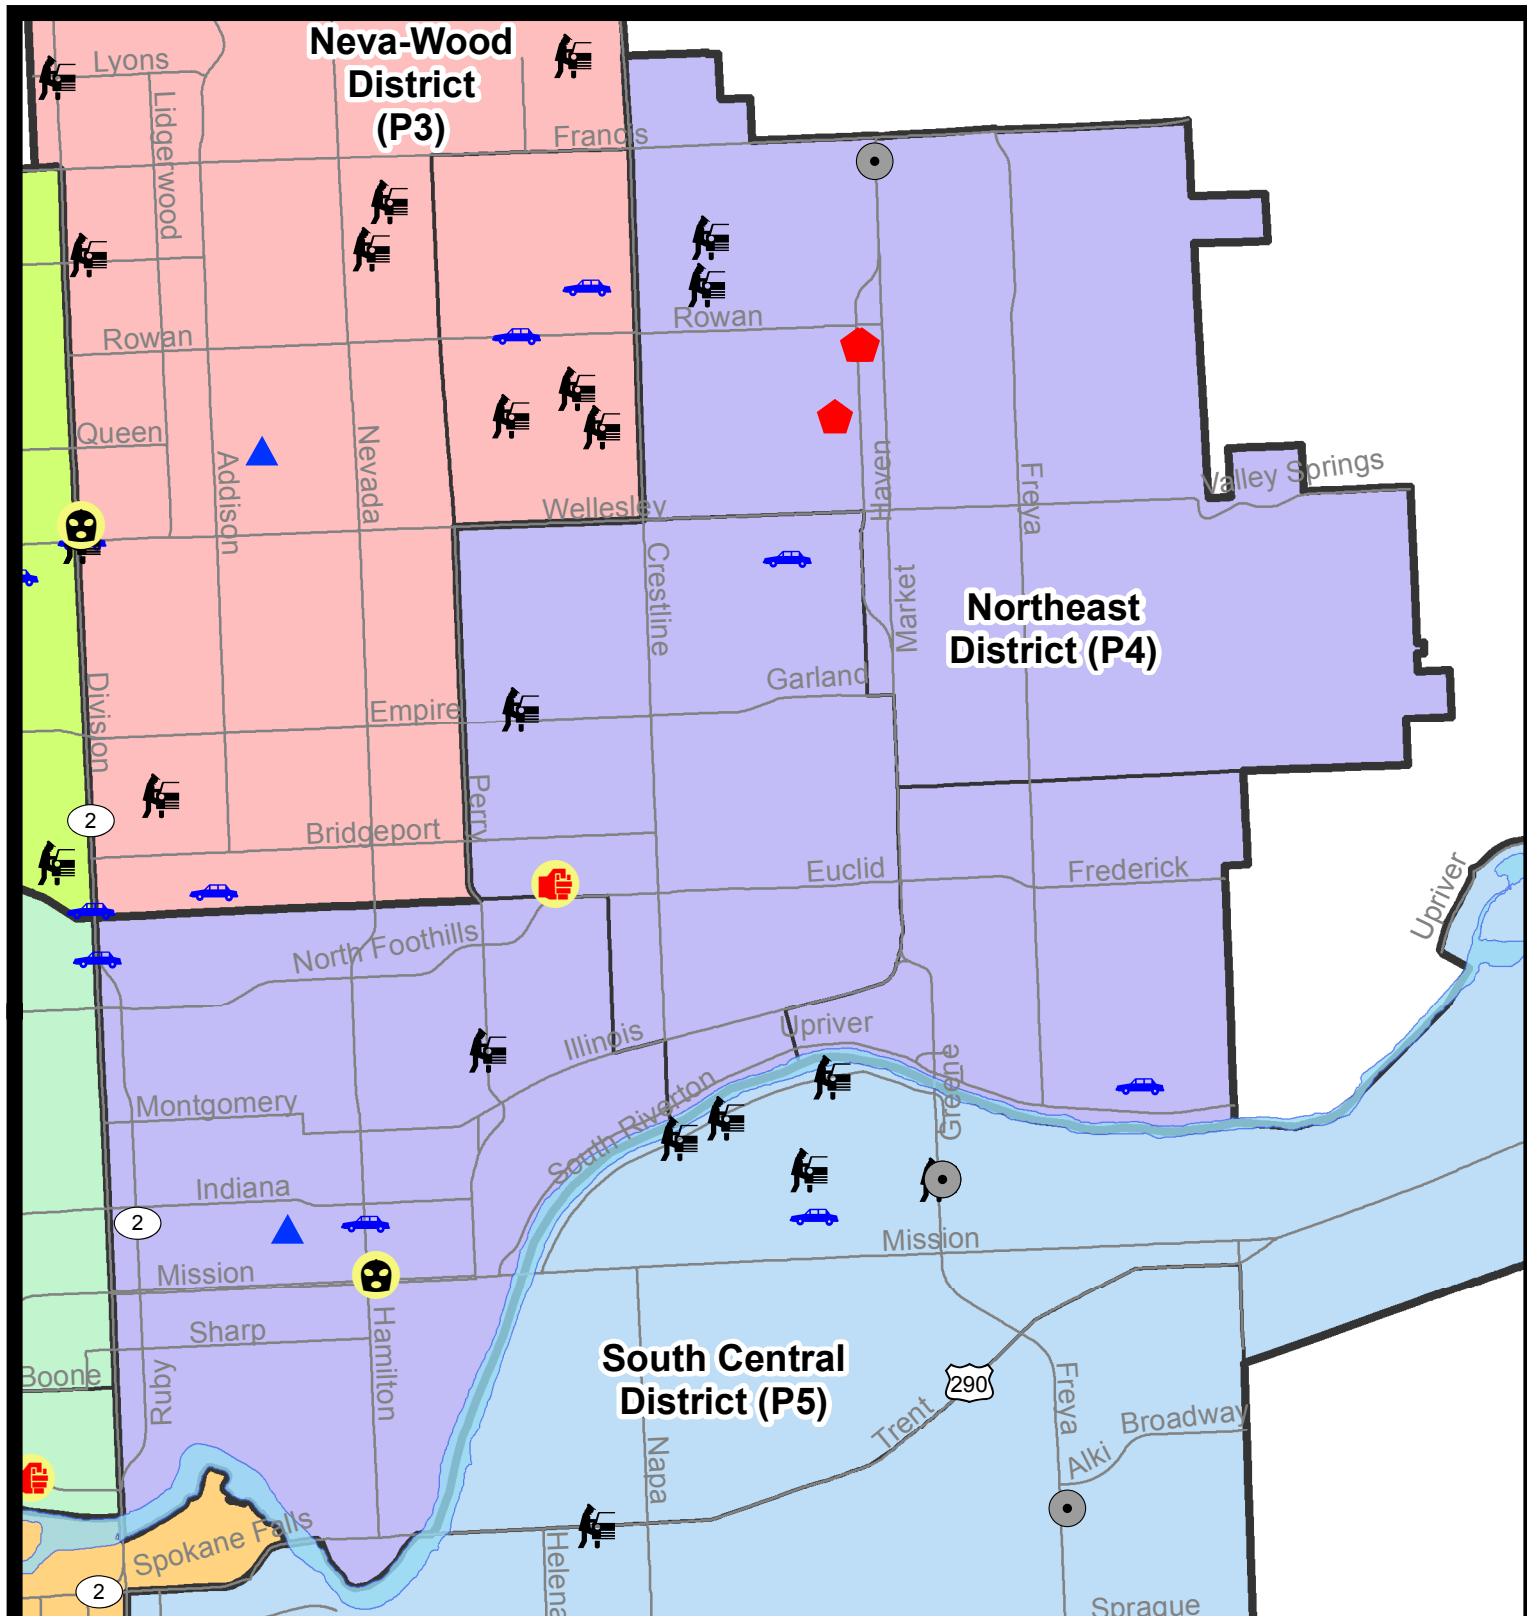 Neva-Wood
District
(P3)
Lyons
Lidgerwood
Francis
Rowan
Rowan
Queen
Addison
Nevada
Haven
Freya
Valley Springs
Wellesley
Crestline
Market
Northeast
District (P4)
Division
Garland
Empire
Perry
2
Bridgeport
Euclid
Frederick
Upriver
North Foothills
Illinois
Upriver
Greene
South Riverton
Montgomery
Indiana
2
Mission
Mission
Sharp
Hamilton
Boone
Ruby
South Central
District (P5)
290
Freya
Trent
Broadway
Alki
Napa
Spokane Falls
Helena
2
Sprague